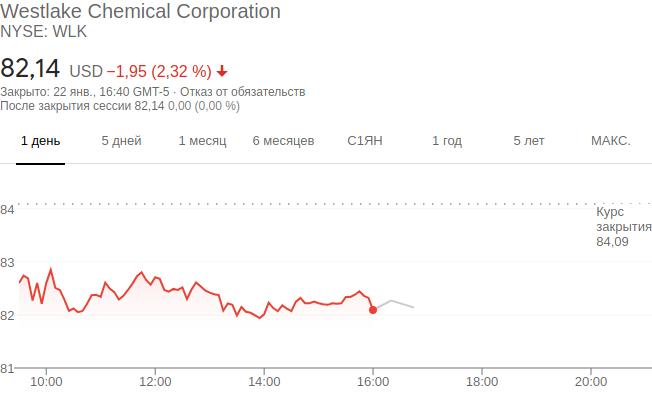 Westlake Chemical Corporation
NYSE: WLK
82,14 USD −1,95 (2,32 %)
Закрыто: 22 янв., 16:40 GMT-5 · Отказ от обязательств
После закрытия сессии 82,14 0,00 (0,00 %)
1 день 5 дней 1 месяц 6 месяцев С1ЯН 1 год 5 лет МАКС.
84
Курс
закрытия
84,09
83
82
81
10:00 12:00 14:00 16:00 18:00 20:00